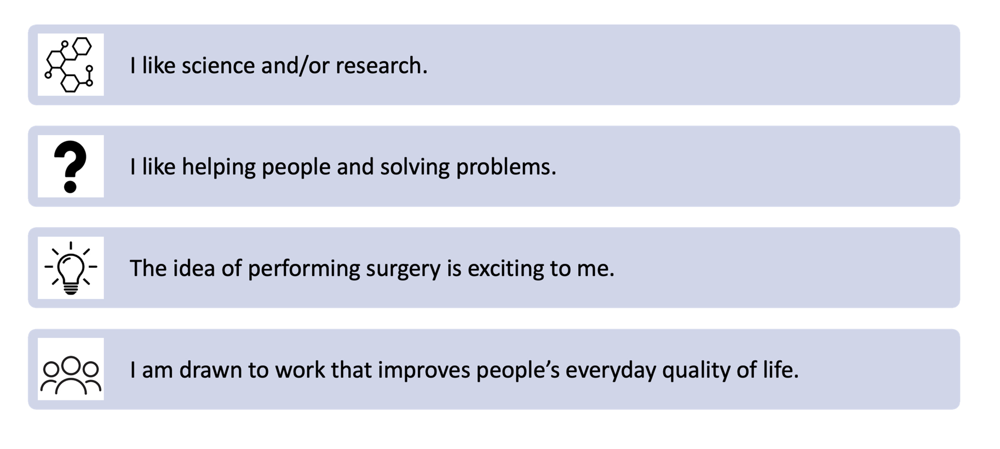 I like science and/or research.
I like helping people and solving problems.
The idea of performing surgery is exciting to me.
I am drawn to work that improves people’s everyday quality of life.